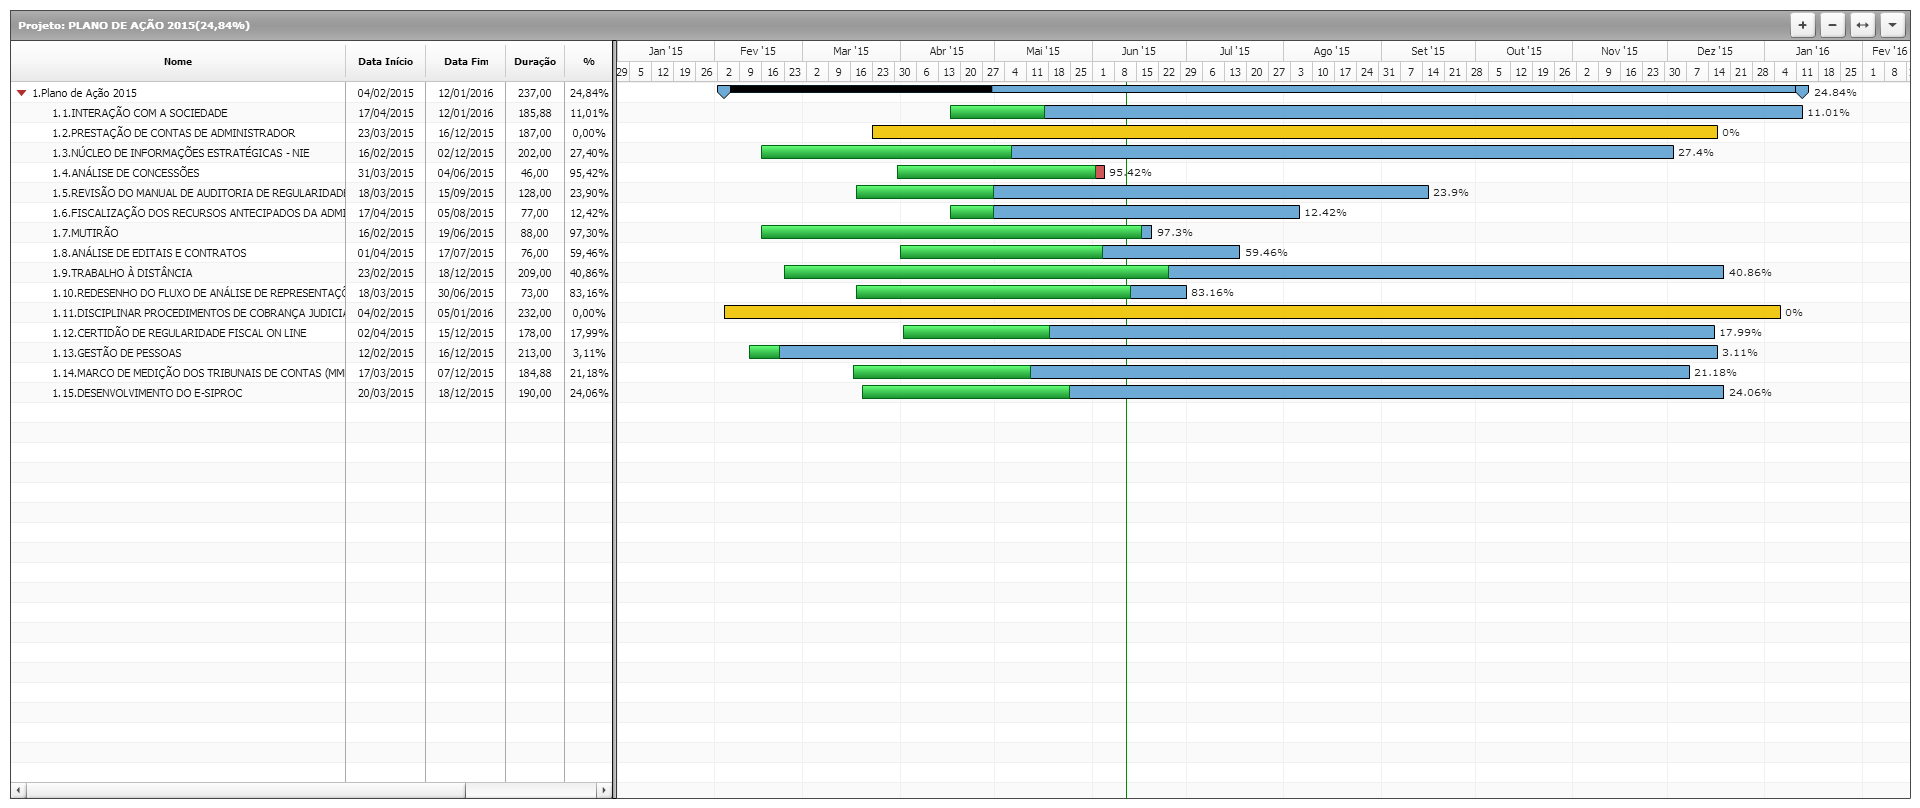 Projeto: PLANO DE AÇÃO 2015(24,84%)
Nome Data Início Data Fim Duração %
Jan '15 Fev '15 Mar '15 Abr '15 Mai '15 Jun '15 Jul '15 Ago '15 Set '15 Out '15 Nov '15 Dez '15 Jan '16 Fev '16
29 5 12 19 26 2 9 16 23 2 9 16 23 30 6 13 20 27 4 11 18 25 1 8 15 22 29 6 13 20 27 3 10 17 24 31 7 14 21 28 5 12 19 26 2 9 16 23 30 7 14 21 28 4 11 18 25 1 8
1.Plano de Ação 2015 04/02/2015 12/01/2016 237,00 24,84% 24.84%
1.1.INTERAÇÃO COM A SOCIEDADE 17/04/2015 12/01/2016 185,88 11,01% 11.01%
1.2.PRESTAÇÃO DE CONTAS DE ADMINISTRADOR 23/03/2015 16/12/2015 187,00 0,00% 0%
1.3.NÚCLEO DE INFORMAÇÕES ESTRATÉGICAS - NIE 16/02/2015 02/12/2015 202,00 27,40% 27.4%
1.4.ANÁLISE DE CONCESSÕES 31/03/2015 04/06/2015 46,00 95,42% 95.42%
1.5.REVISÃO DO MANUAL DE AUDITORIA DE REGULARIDAD 18/03/2015 15/09/2015 128,00 23,90% 23.9%
1.6.FISCALIZAÇÃO DOS RECURSOS ANTECIPADOS DA ADMI 17/04/2015 05/08/2015 77,00 12,42% 12.42%
1.7.MUTIRÃO 16/02/2015 19/06/2015 88,00 97,30% 97.3%
1.8.ANÁLISE DE EDITAIS E CONTRATOS 01/04/2015 17/07/2015 76,00 59,46% 59.46%
1.9.TRABALHO À DISTÂNCIA 23/02/2015 18/12/2015 209,00 40,86% 40.86%
1.10.REDESENHO DO FLUXO DE ANÁLISE DE REPRESENTAÇÕ 18/03/2015 30/06/2015 73,00 83,16% 83.16%
1.11.DISCIPLINAR PROCEDIMENTOS DE COBRANÇA JUDICIA 04/02/2015 05/01/2016 232,00 0,00% 0%
1.12.CERTIDÃO DE REGULARIDADE FISCAL ON LINE 02/04/2015 15/12/2015 178,00 17,99% 17.99%
1.13.GESTÃO DE PESSOAS 12/02/2015 16/12/2015 213,00 3,11% 3.11%
1.14.MARCO DE MEDIÇÃO DOS TRIBUNAIS DE CONTAS (MM 17/03/2015 07/12/2015 184,88 21,18% 21.18%
1.15.DESENVOLVIMENTO DO E-SIPROC 20/03/2015 18/12/2015 190,00 24,06% 24.06%